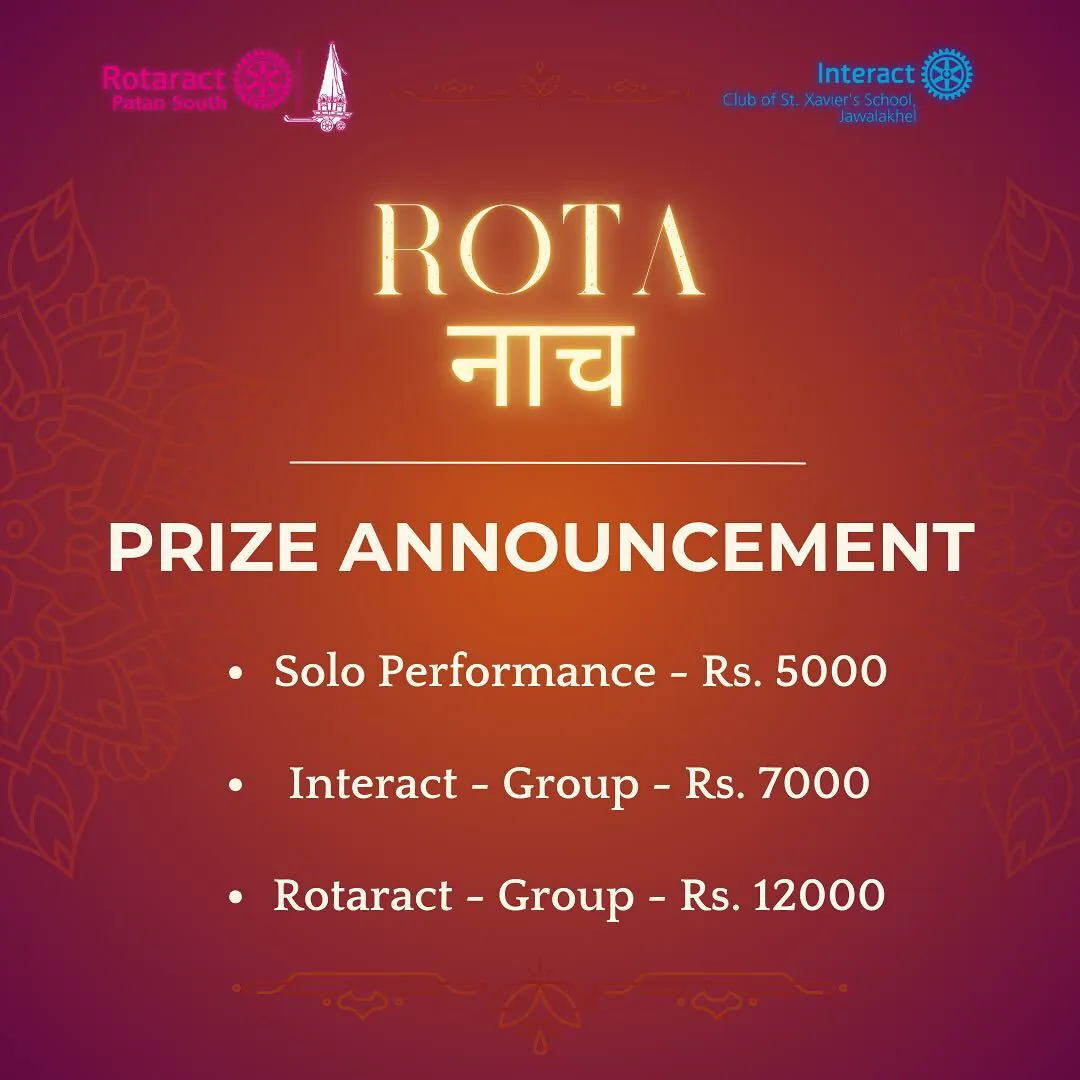 Rotaract
Patan South
Interact
Club of St. Xavier's School,
Jawalakhel
ROTA
नाच
PRIZE ANNOUNCEMENT
• Solo Performance - Rs. 5000
• Interact - Group - Rs. 7000
• Rotaract - Group - Rs. 12000